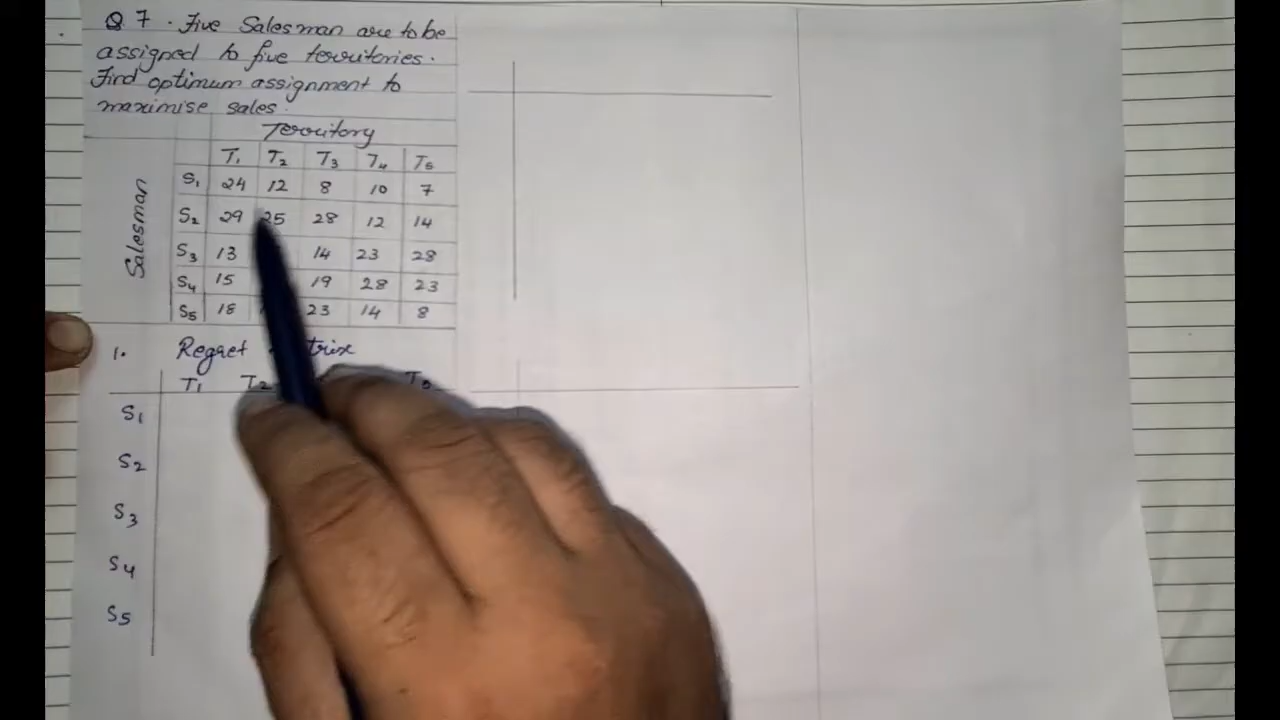 Q 7. Five Salesman are to be
assigned to five territories.
Find optimum assignment to
maximise sales.
Territory
T1 T2 T3 T4 T5
Salesman
S1 24 12 8 10 7
S2 29 25 28 12 14
S3 13 14 23 28
S4 15 19 28 23
S5 18 23 14 8
1. Regret
T1 T2
S1
S2
S3
S4
S5